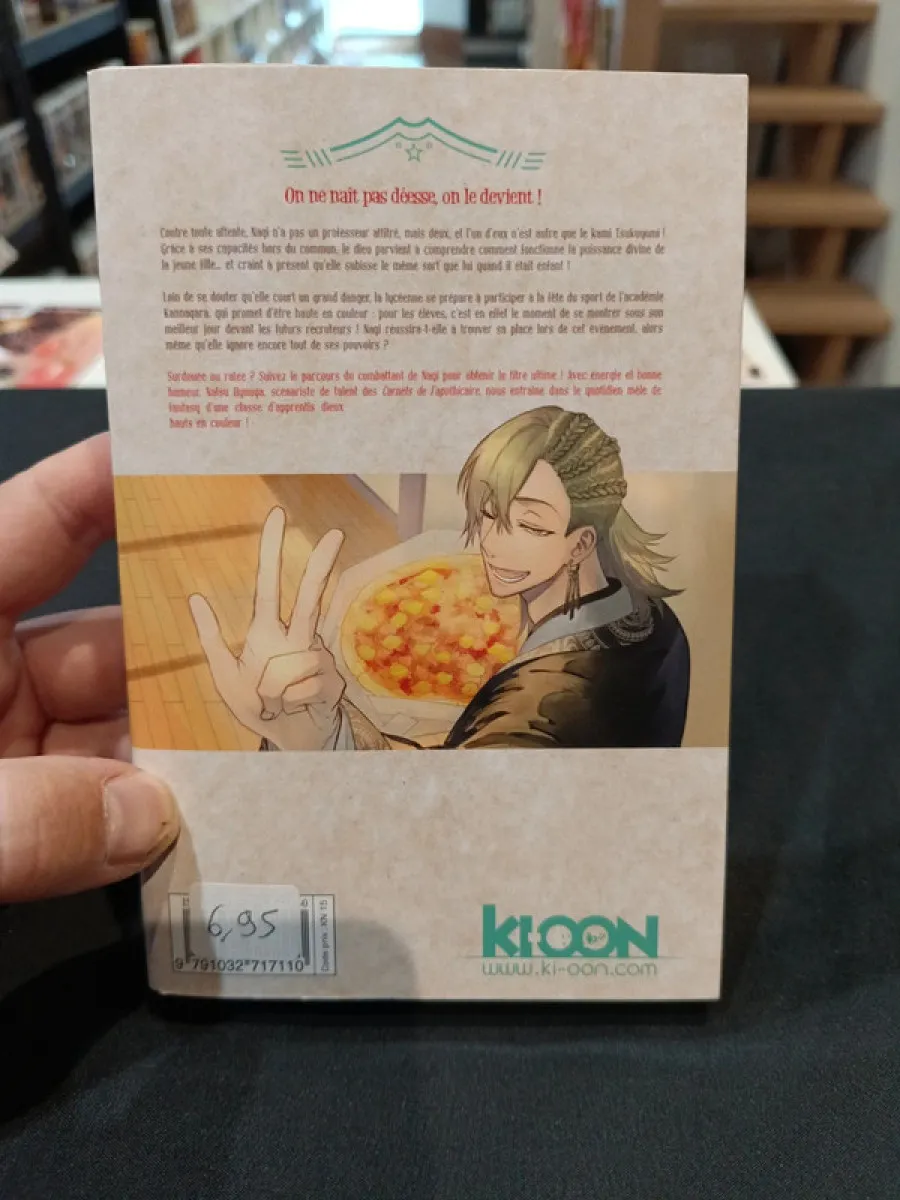 On ne naît pas déesse, on le devient !
Contre toute attente, Nagi n'a pas un professeur attitré, mais deux, et l'un d'eux n'est autre que le kami Tsukuyomi !
Grâce à ses capacités hors du commun, le dieu parvient à comprendre comment fonctionne la puissance divine de
la jeune fille... et craint à présent qu'elle subisse le même sort que lui quand il était enfant !
Loin de se douter qu'elle court un grand danger, la lycéenne se prépare à participer à la fête du sport de l'académie
Kannagara, qui promet d'être haute en couleur : pour les élèves, c'est en effet le moment de se montrer sous son
meilleur jour devant les futurs recruteurs ! Nagi réussira-t-elle à trouver sa place lors de cet événement, alors
même qu'elle ignore encore tout de ses pouvoirs ?
Surdouée ou ratée ? Suivez le parcours du combattant de Nagi pour obtenir le titre ultime ! Avec énergie et bonne
humeur, Natsu Hyuuga, scénariste de talent des Carnets de l'apothicaire, nous entraîne dans le quotidien mêlé de
fantasy d'une classe d'apprentis dieux
hauts en couleur !
6,95
9 791032 717110
Code prix : KN 15
KI-OON
www.ki-oon.com